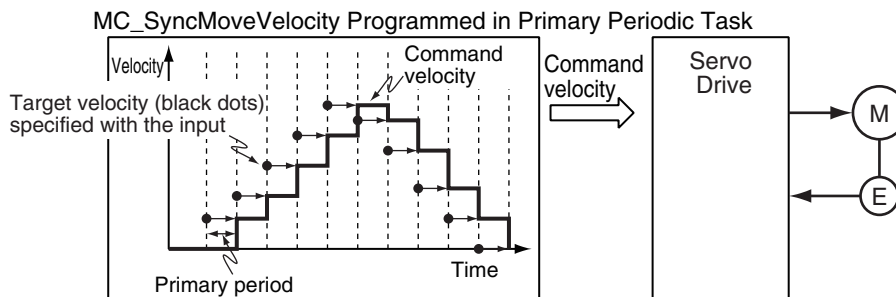 MC_SyncMoveVelocity Programmed in Primary Periodic Task
Velocity
Command
velocity
Target velocity (black dots)
specified with the input
Primary period
Time
Command
velocity
Servo
Drive
M
E